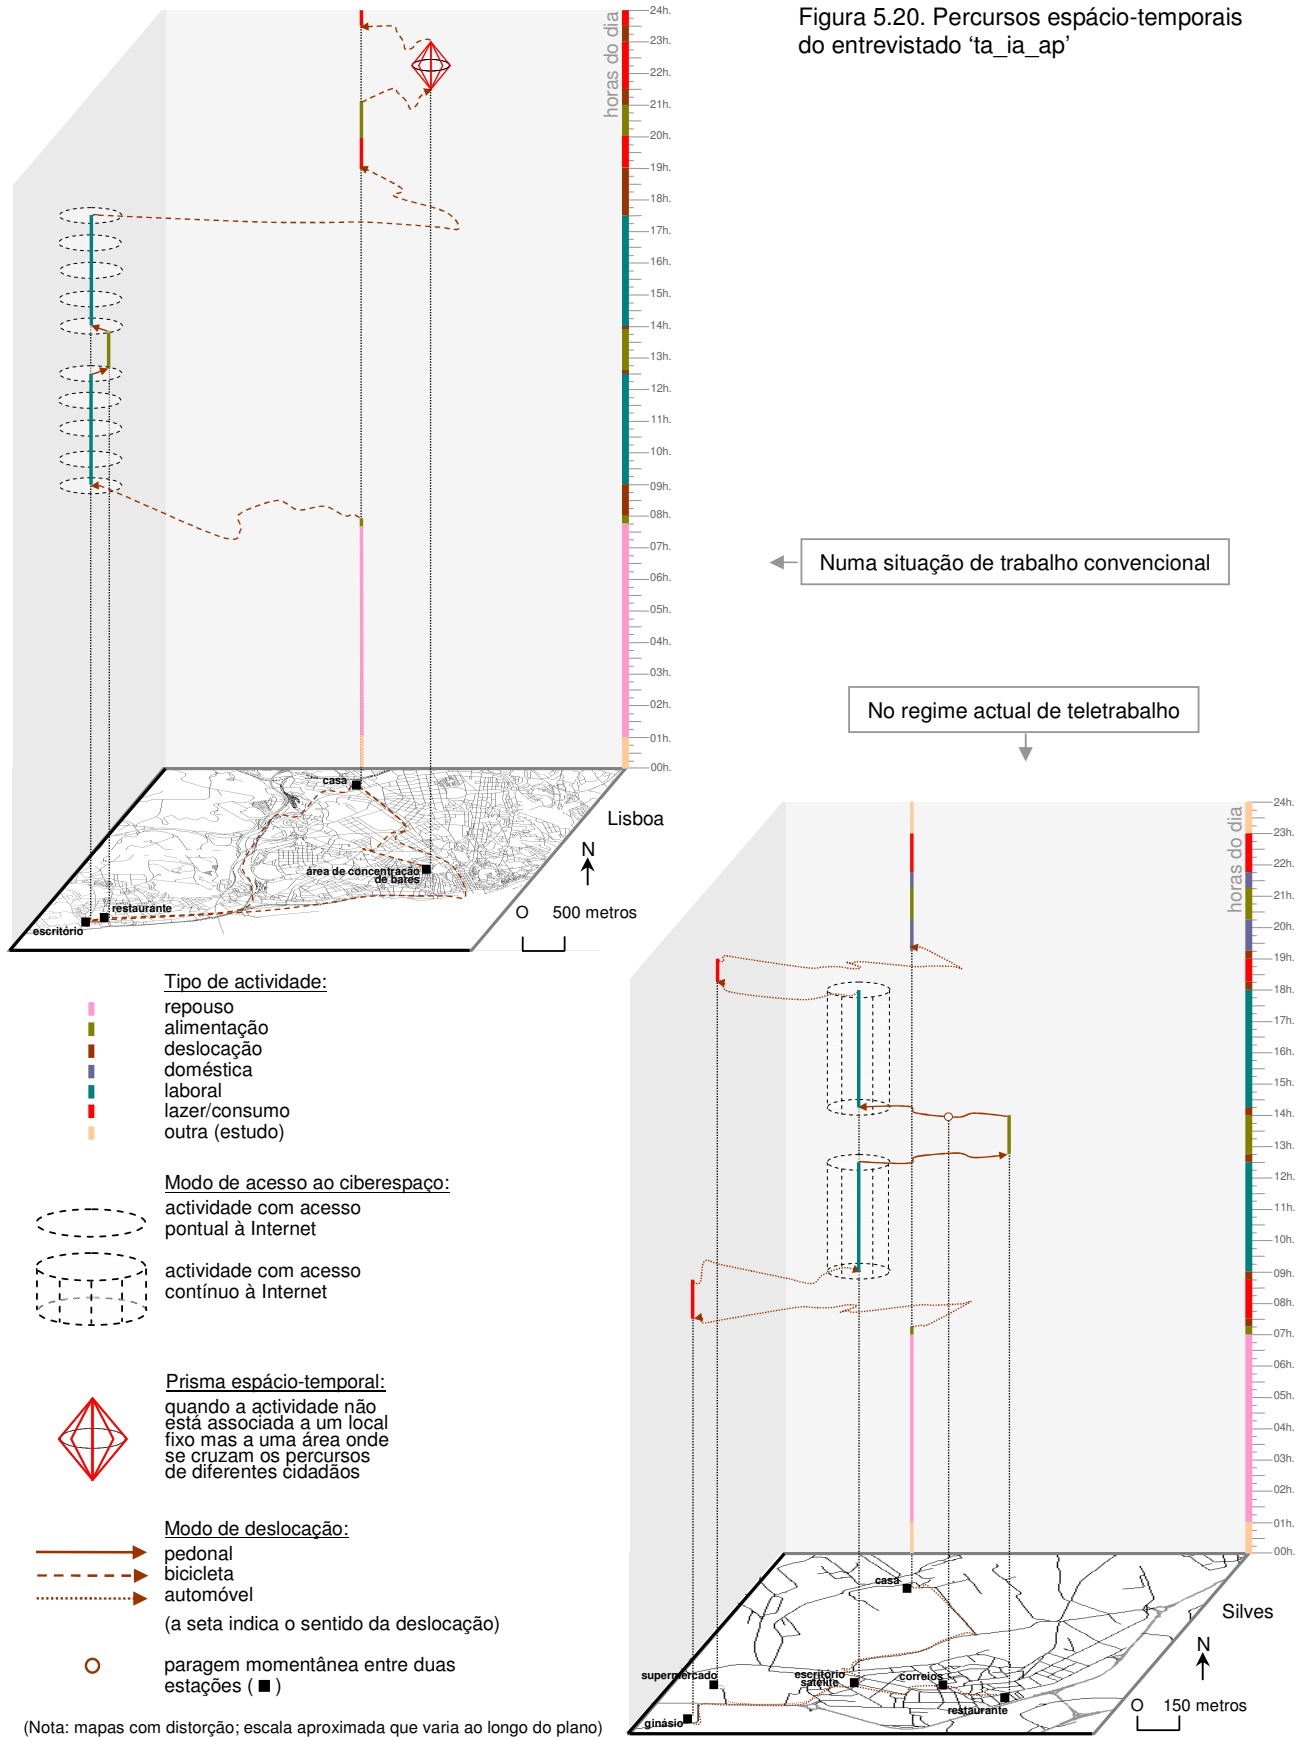 Figura 5.20. Percursos espácio-temporais
do entrevistado ‘ta_ia_ap’
horas do dia
24h.
23h.
22h.
21h.
20h.
19h.
18h.
17h.
16h.
15h.
14h.
13h.
12h.
11h.
10h.
09h.
08h.
07h.
06h.
05h.
04h.
03h.
02h.
01h.
00h.
Numa situação de trabalho convencional
No regime actual de teletrabalho
casa
Lisboa
N
área de concentração
de bares
restaurante
escritório
O 500 metros
Tipo de actividade:
repouso
alimentação
deslocação
doméstica
laboral
lazer/consumo
outra (estudo)
Modo de acesso ao ciberespaço:
actividade com acesso
pontual à Internet
actividade com acesso
contínuo à Internet
Prisma espácio-temporal:
quando a actividade não
está associada a um local
fixo mas a uma área onde
se cruzam os percursos
de diferentes cidadãos
Modo de deslocação:
pedonal
bicicleta
automóvel
(a seta indica o sentido da deslocação)
paragem momentânea entre duas
estações ( ■ )
(Nota: mapas com distorção; escala aproximada que varia ao longo do plano)
horas do dia
24h.
23h.
22h.
21h.
20h.
19h.
18h.
17h.
16h.
15h.
14h.
13h.
12h.
11h.
10h.
09h.
08h.
07h.
06h.
05h.
04h.
03h.
02h.
01h.
00h.
casa
Silves
N
supermercado
escritório
satélite
correios
restaurante
ginásio
O 150 metros